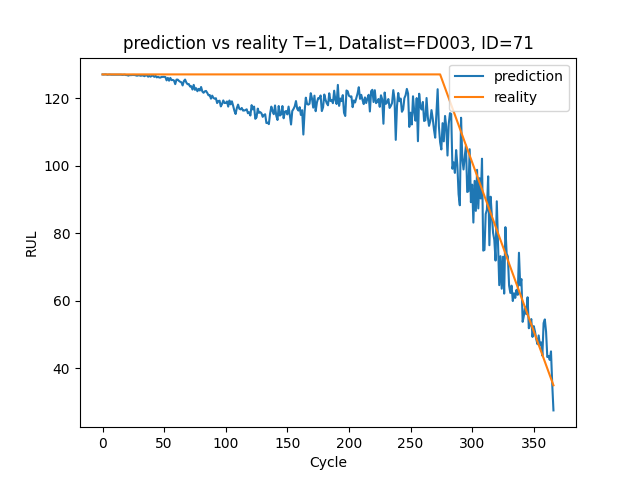 prediction vs reality T=1, Datalist=FD003, ID=71
prediction
reality
RUL
120
100
80
60
40
0 50 100 150 200 250 300 350
Cycle